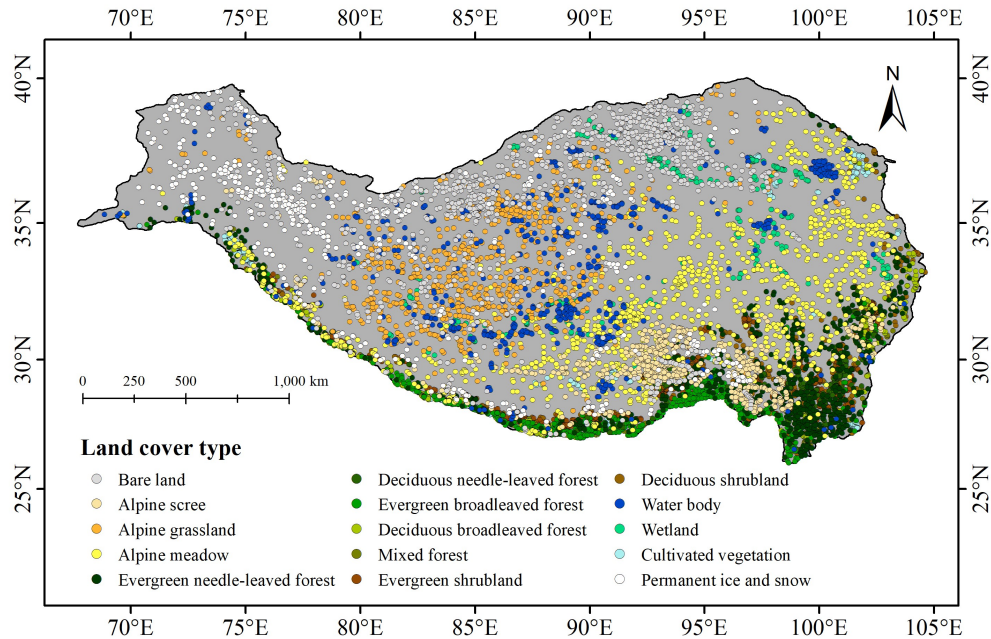 70°E 75°E 80°E 85°E 90°E 95°E 100°E 105°E
40°N 40°N
N
35°N 35°N
30°N 30°N
0 250 500 1,000 km
25°N 25°N
Land cover type
Bare land
Alpine scree
Alpine grassland
Alpine meadow
Evergreen needle-leaved forest
Deciduous needle-leaved forest
Evergreen broadleaved forest
Deciduous broadleaved forest
Mixed forest
Evergreen shrubland
Deciduous shrubland
Water body
Wetland
Cultivated vegetation
Permanent ice and snow
70°E 75°E 80°E 85°E 90°E 95°E 100°E 105°E